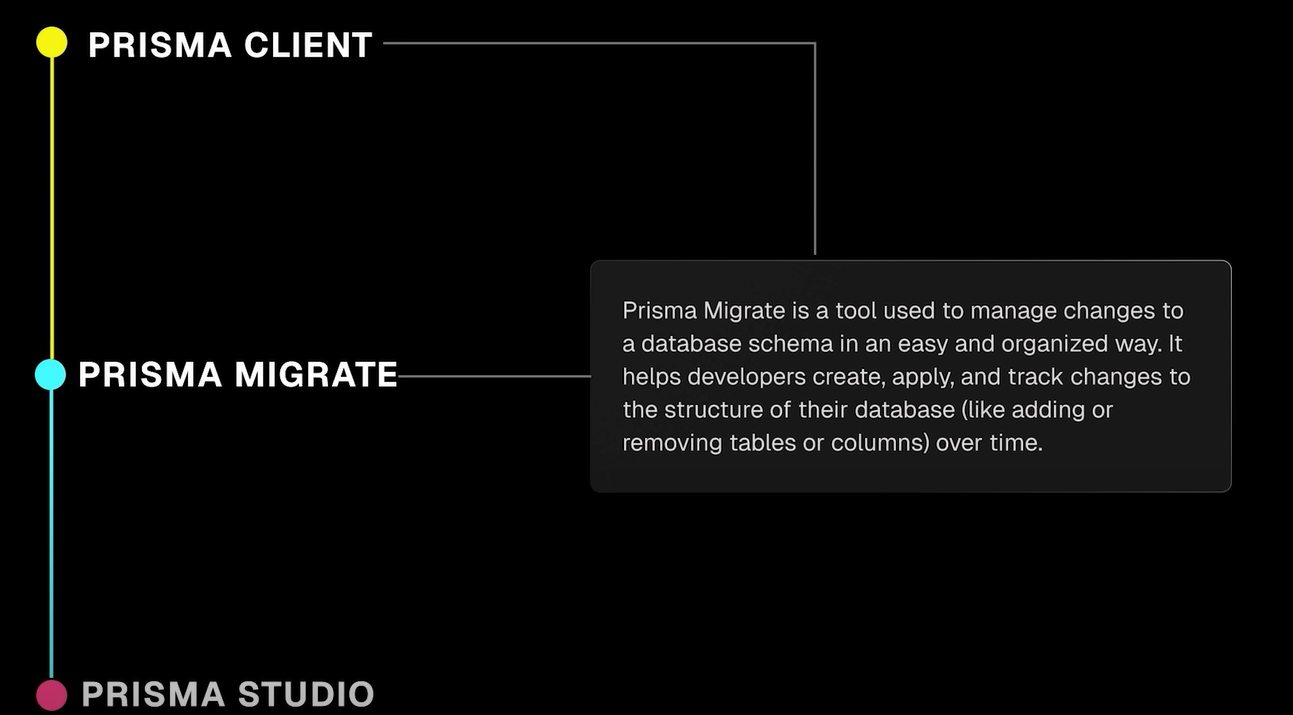 PRISMA CLIENT
PRISMA MIGRATE
Prisma Migrate is a tool used to manage changes to
a database schema in an easy and organized way. It
helps developers create, apply, and track changes to
the structure of their database (like adding or
removing tables or columns) over time.
PRISMA STUDIO